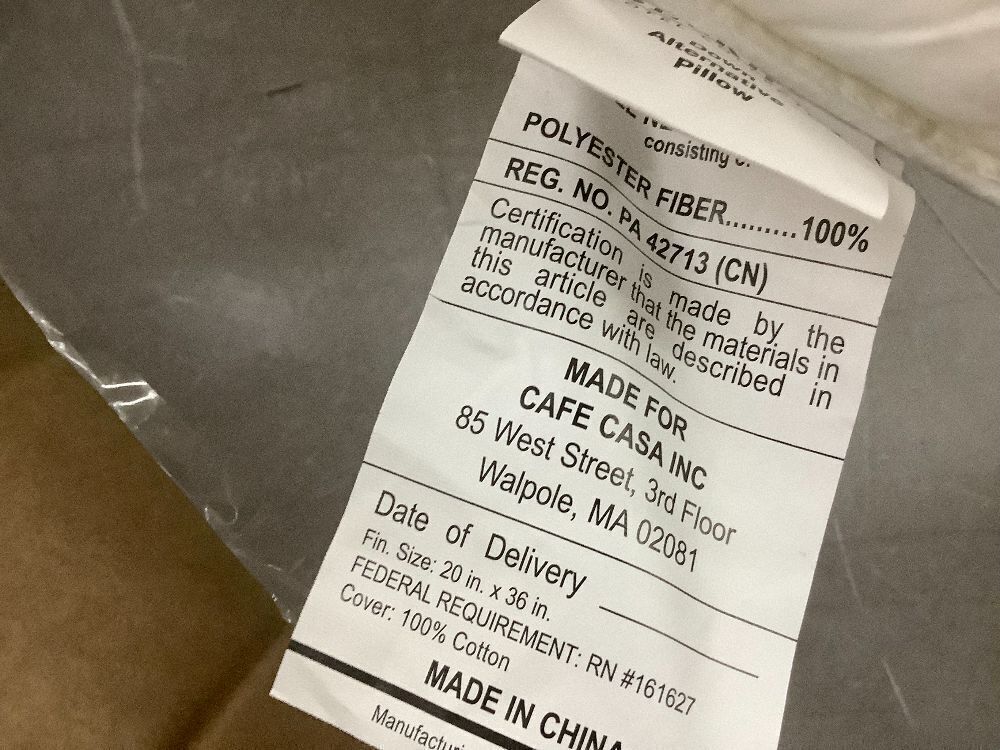 Down
Alternative
Pillow
consisting
POLYESTER FIBER......... 100%
REG. NO. PA 42713 (CN)
Certification is made by the
manufacturer that the materials in
this article are described in
accordance with law.
MADE FOR
CAFE CASA INC
85 West Street, 3rd Floor
Walpole, MA 02081
Date of Delivery
Fin. Size: 20 in. x 36 in.
FEDERAL REQUIREMENT: RN #161627
Cover: 100% Cotton
MADE IN CHINA